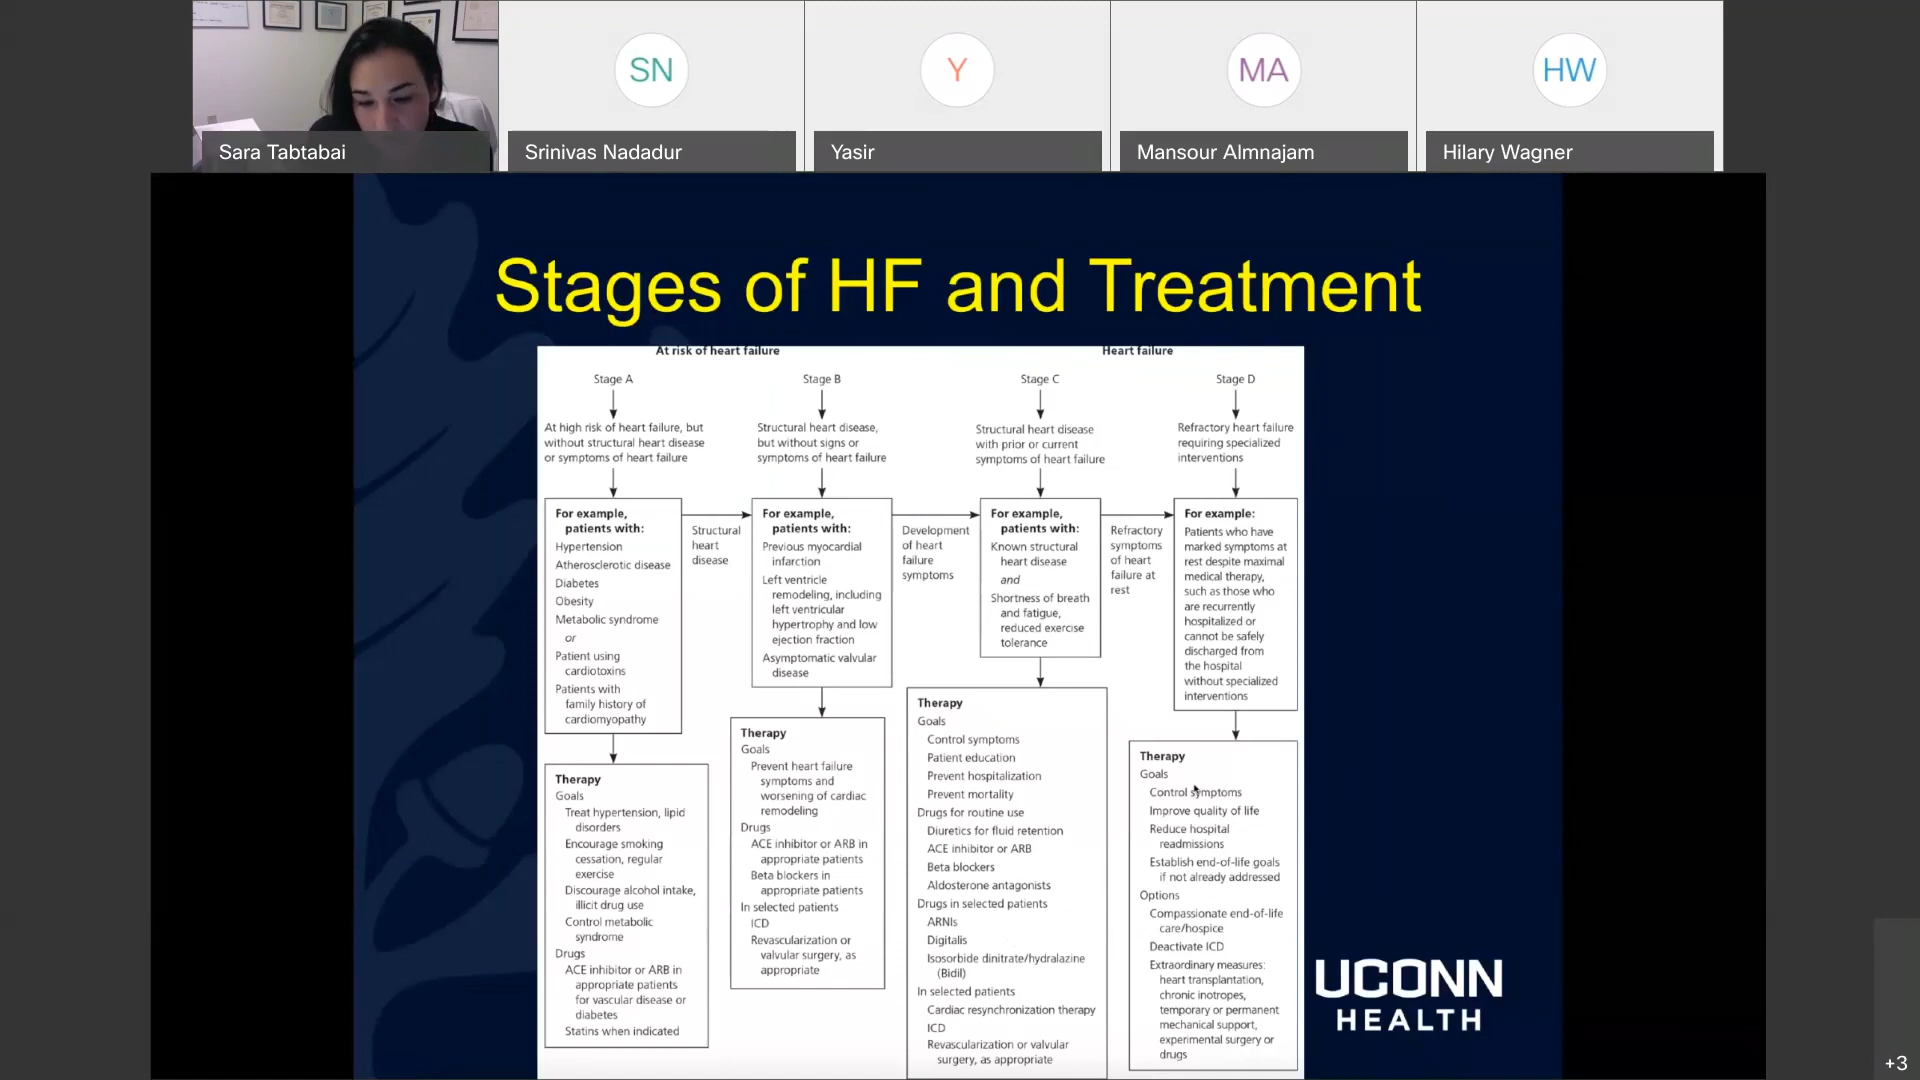 SN
Y
MA
HW
Sara Tabtabai
Srinivas Nadadur
Yasir
Mansour Almnajam
Hilary Wagner
Stages of HF and Treatment
At risk of heart failure
Heart failure
Stage A
At high risk of heart failure, but
without structural heart disease
or symptoms of heart failure
For example,
patients with:
Hypertension
Atherosclerotic disease
Diabetes
Obesity
Metabolic syndrome
or
Patient using
cardiotoxins
Patients with
family history of
cardiomyopathy
Therapy
Goals
Treat hypertension, lipid
disorders
Encourage smoking
cessation, regular
exercise
Discourage alcohol intake,
illicit drug use
Control metabolic
syndrome
Drugs
ACE inhibitor or ARB in
appropriate patients
for vascular disease or
diabetes
Statins when indicated
Structural
heart
disease
Stage B
Structural heart disease,
but without signs or
symptoms of heart failure
For example,
patients with:
Previous myocardial
infarction
Left ventricle
remodeling, including
left ventricular
hypertrophy and low
ejection fraction
Asymptomatic valvular
disease
Therapy
Goals
Prevent heart failure
symptoms and
worsening of cardiac
remodeling
Drugs
ACE inhibitor or ARB in
appropriate patients
Beta blockers in
appropriate patients
In selected patients
ICD
Revascularization or
valvular surgery, as
appropriate
Development
of heart
failure
symptoms
Stage C
Structural heart disease
with prior or current
symptoms of heart failure
For example,
patients with:
Known structural
heart disease
and
Shortness of breath
and fatigue,
reduced exercise
tolerance
Therapy
Goals
Control symptoms
Patient education
Prevent hospitalization
Prevent mortality
Drugs for routine use
Diuretics for fluid retention
ACE inhibitor or ARB
Beta blockers
Aldosterone antagonists
Drugs in selected patients
ARNIs
Digitalis
Isosorbide dinitrate/hydralazine
(Bidil)
In selected patients
Cardiac resynchronization therapy
ICD
Revascularization or valvular
surgery, as appropriate
Refractory
symptoms
of heart
failure at
rest
Stage D
Refractory heart failure
requiring specialized
interventions
For example:
Patients who have
marked symptoms at
rest despite maximal
medical therapy,
such as those who
are recurrently
hospitalized or
cannot be safely
discharged from
the hospital
without specialized
interventions
Therapy
Goals
Control symptoms
Improve quality of life
Reduce hospital
readmissions
Establish end-of-life goals
if not already addressed
Options
Compassionate end-of-life
care/hospice
Deactivate ICD
Extraordinary measures:
heart transplantation,
chronic inotropes,
temporary or permanent
mechanical support,
experimental surgery or
drugs
UCONN
HEALTH
+3